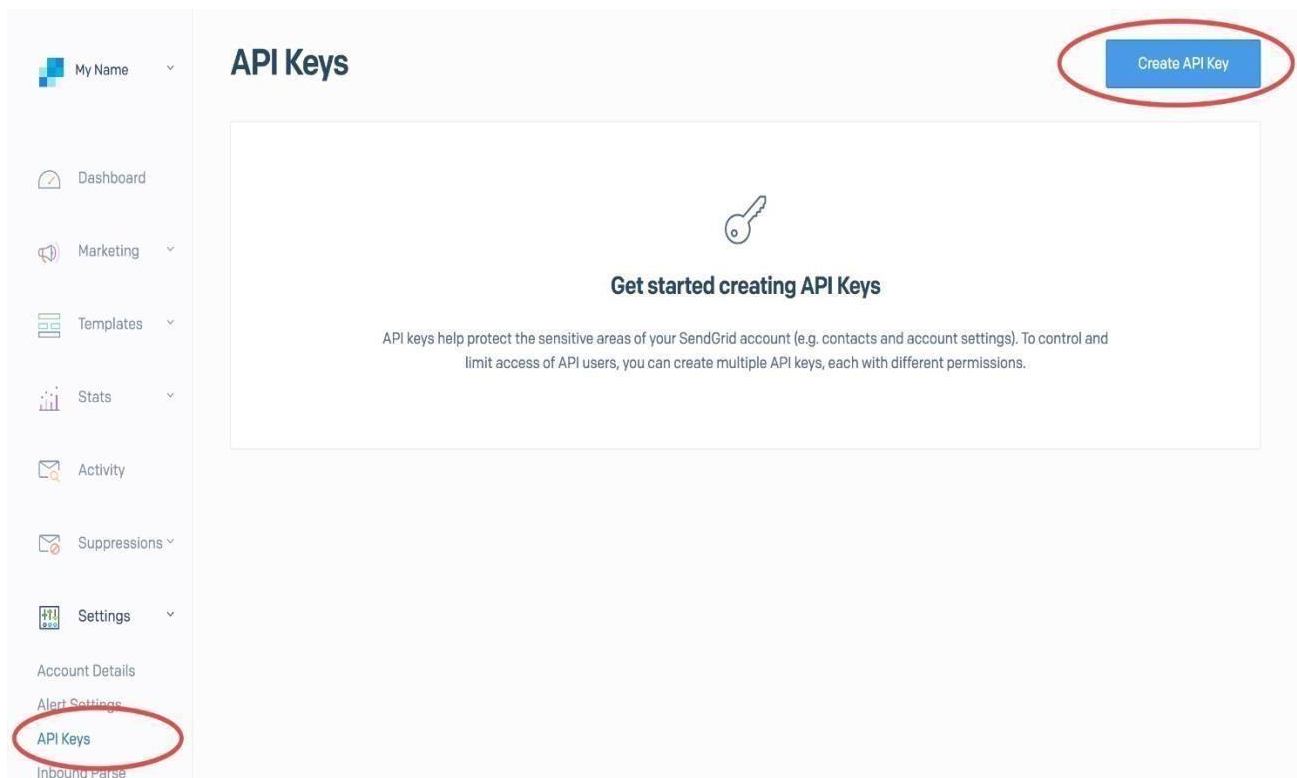 My Name
API Keys
Create API Key
Dashboard
Marketing
Templates
Stats
Activity
Suppressions
Settings
Account Details
Alert Settings
API Keys
Inbound Parse
Get started creating API Keys
API keys help protect the sensitive areas of your SendGrid account (e.g. contacts and account settings). To control and
limit access of API users, you can create multiple API keys, each with different permissions.